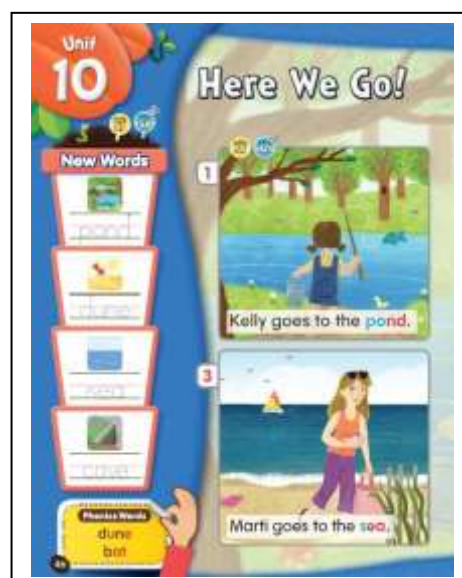 Unit
10
Here We Go!
New Words
pond
dune
sea
cave
1
Kelly goes to the pond.
3
Marti goes to the sea.
Phonics Words
dune
bat